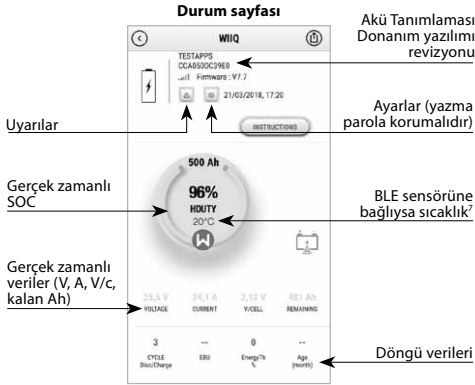 Durum sayfası
WIIQ
TESTAPPS
CCA050DC39E0
Firmware : V7.7
21/03/2018, 17:20
INSTRUCTIONS
Akü Tanımlaması
Donanım yazılımı
revizyonu
Uyarılar
Ayarlar (yazma
parola korumalıdır)
500 Ah
96%
HDUTY
20°C
Gerçek zamanlı
SOC
BLE sensörüne
bağlıysa sıcaklık⁷
Gerçek zamanlı
veriler (V, A, V/c,
kalan Ah)
25,5 V 34,1 A 2,12 V 481 Ah
VOLTAGE CURRENT V/CELL REMAINING
3 -- 0 --
CYCLE EBU EnergyTh Age
Disc/Charge % (month)
Döngü verileri